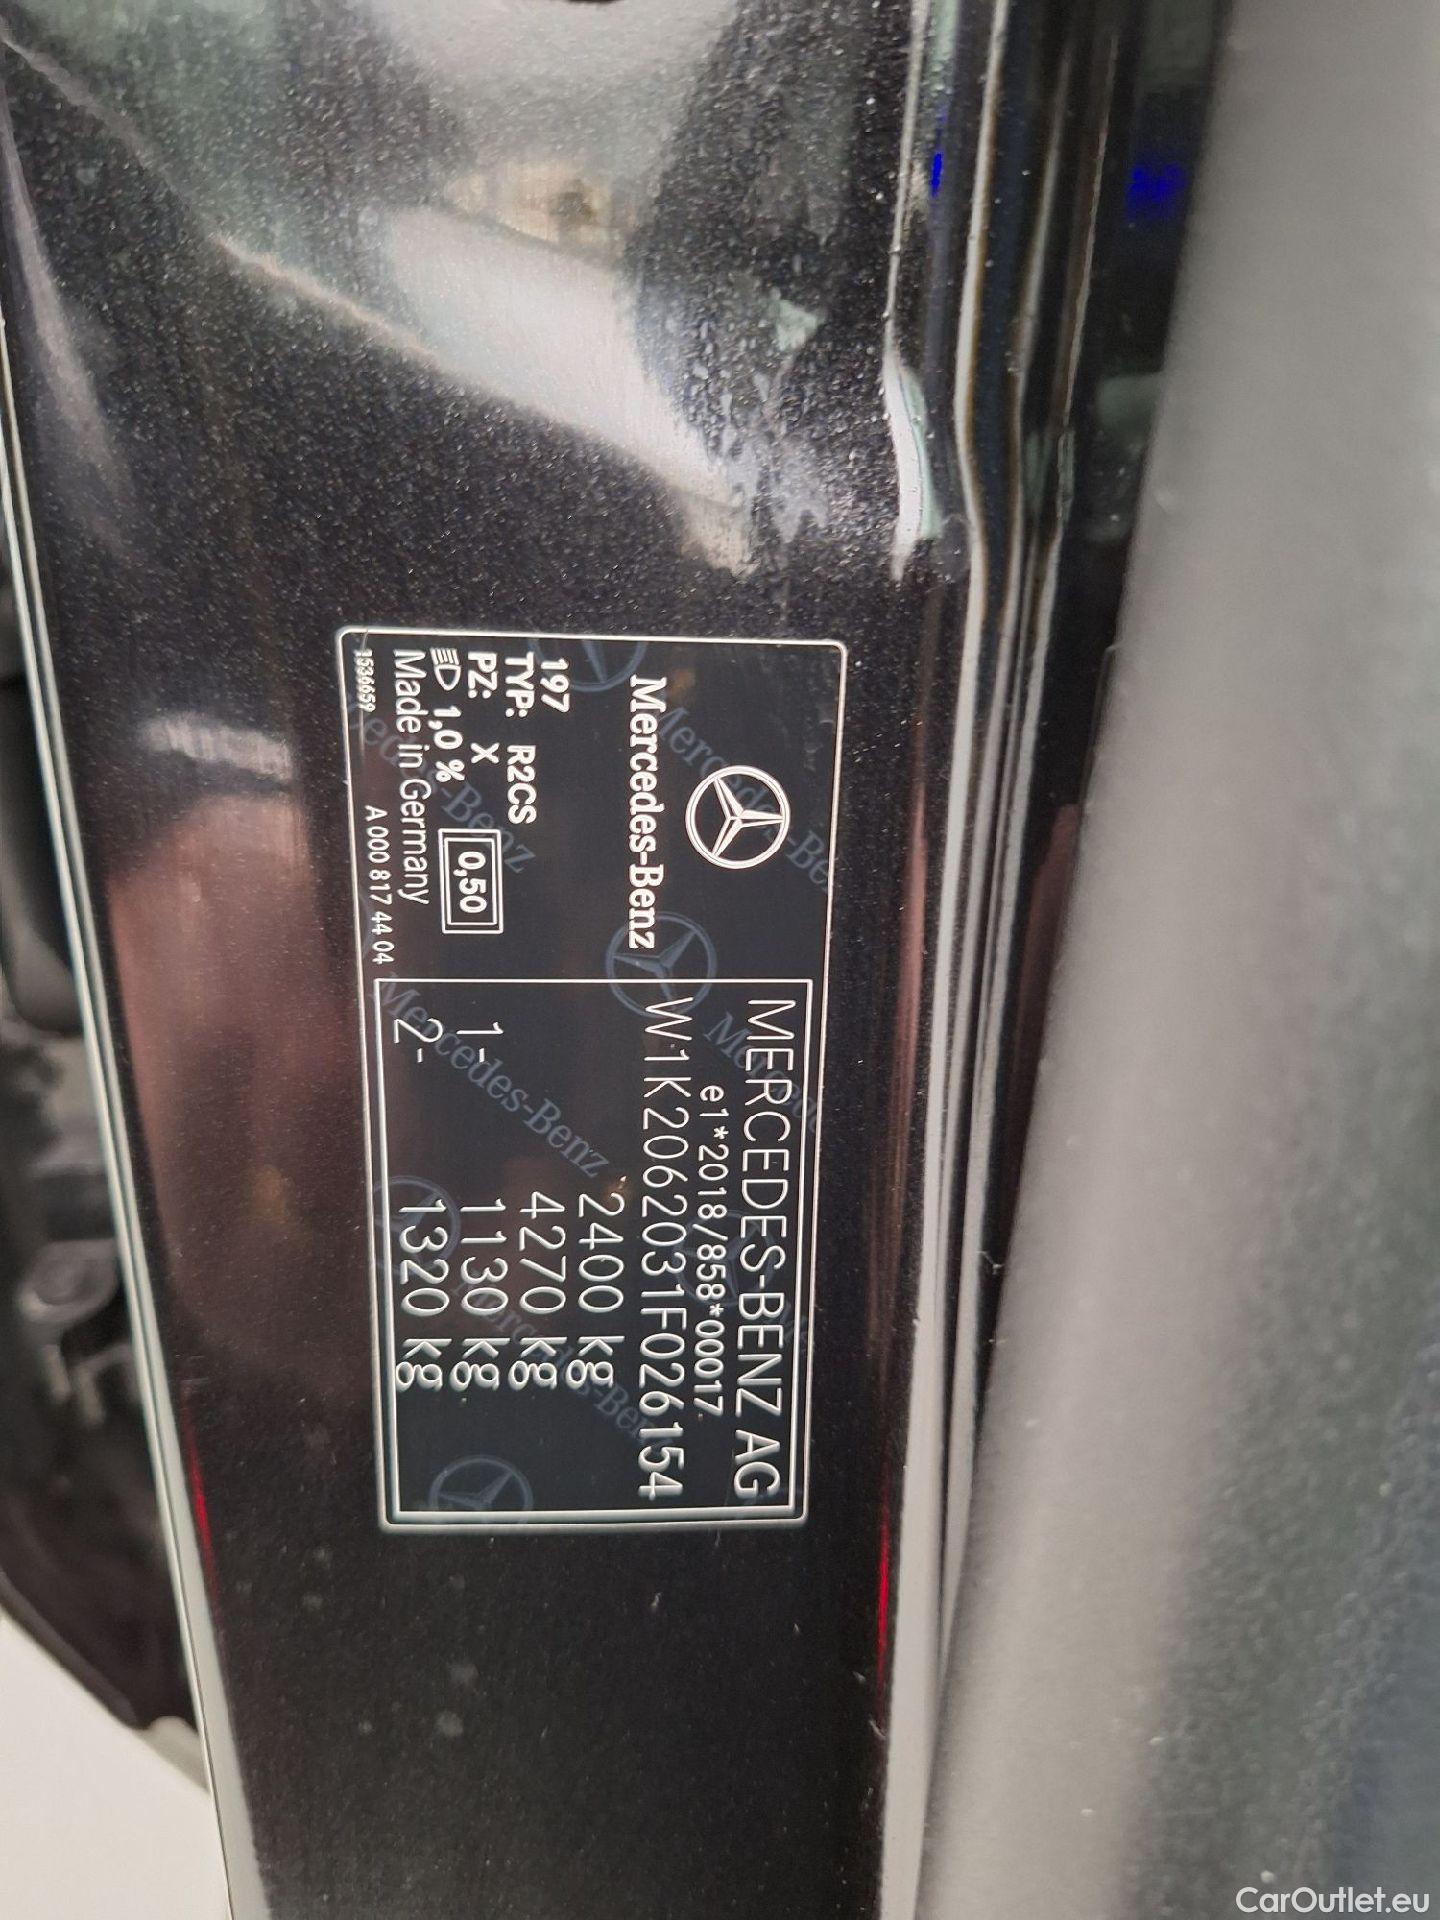 Mercedes-Benz
197
TYP: R2CS
PZ: X
1,0 %
0,50
Made in Germany
1536659
A 000 817 44 04
MERCEDES-BENZ AG
e1*2018/858*00017
W1K2062031F026154
2400 kg
4270 kg
1- 1130 kg
2- 1320 kg
CarOutlet.eu